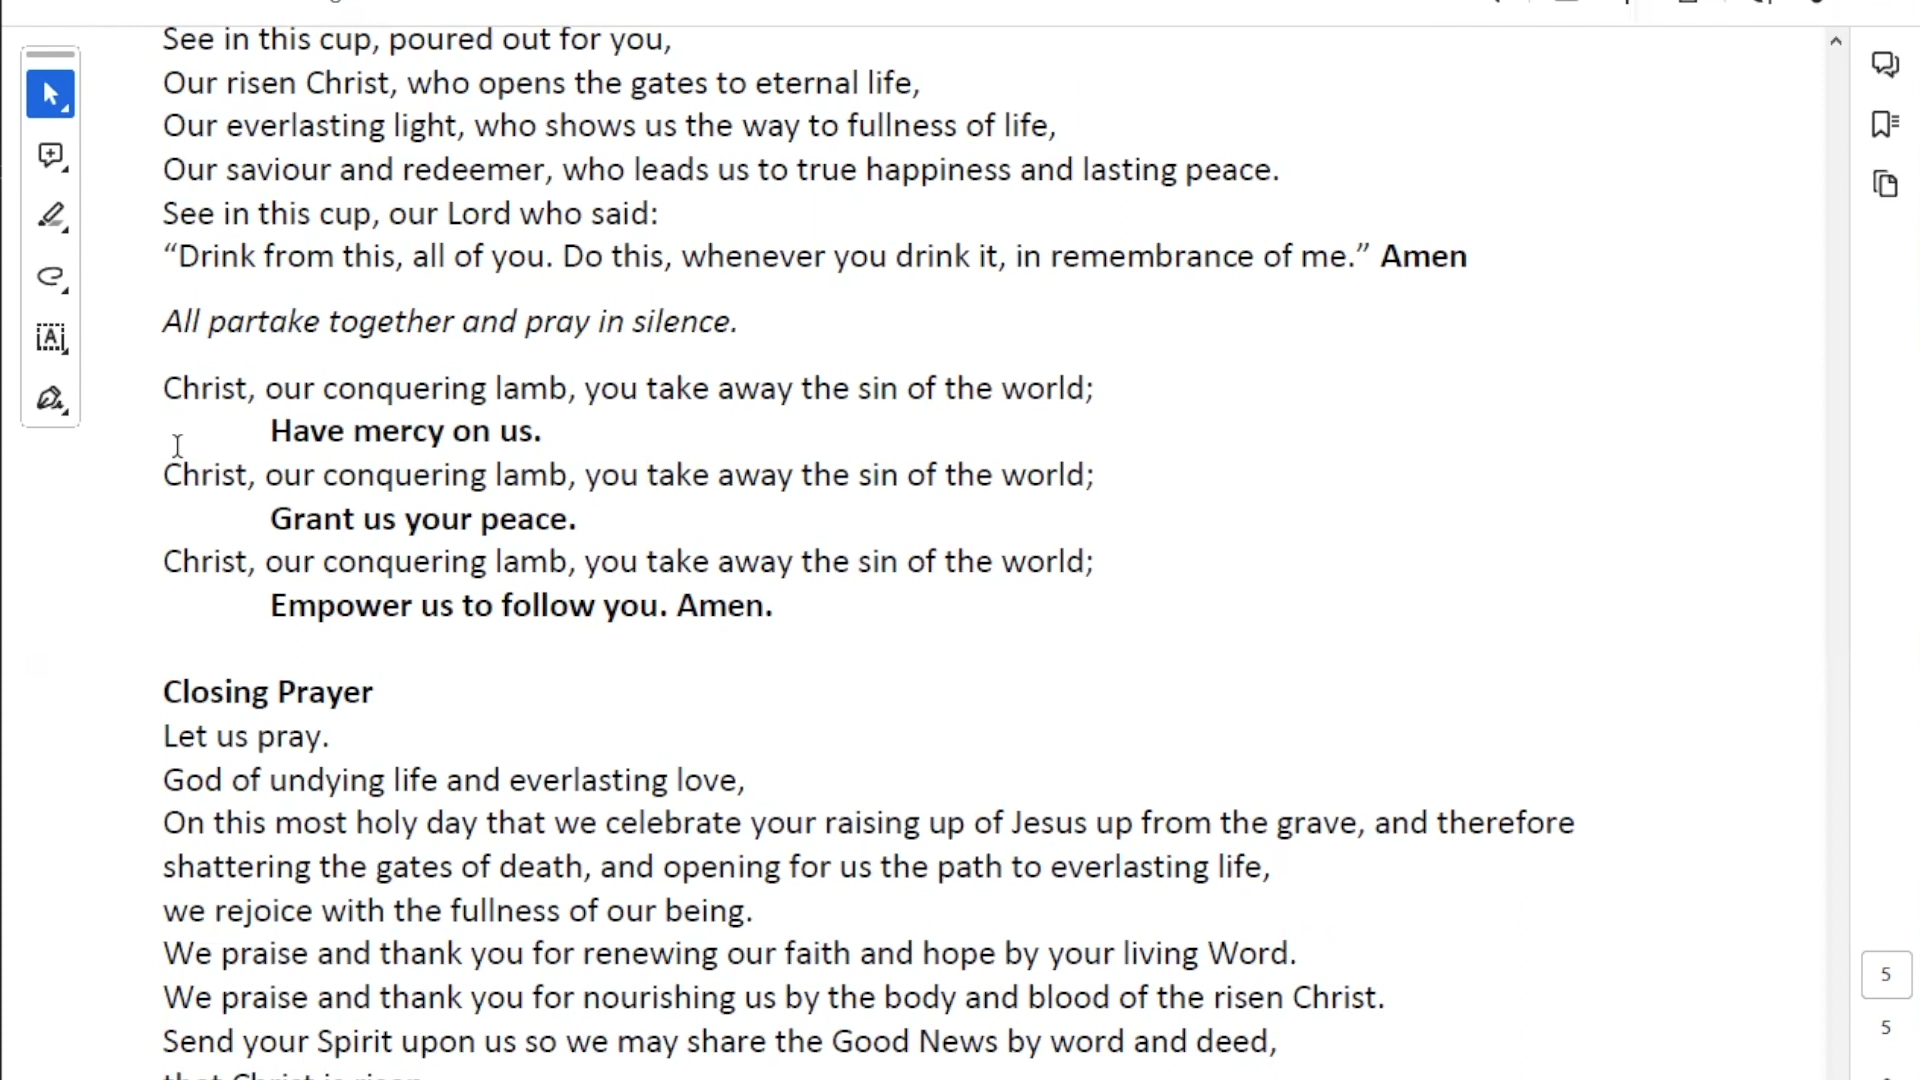 See in this cup, poured out for you,
Our risen Christ, who opens the gates to eternal life,
Our everlasting light, who shows us the way to fullness of life,
Our saviour and redeemer, who leads us to true happiness and lasting peace.
See in this cup, our Lord who said:
“Drink from this, all of you. Do this, whenever you drink it, in remembrance of me.” Amen
All partake together and pray in silence.
Christ, our conquering lamb, you take away the sin of the world;
Have mercy on us.
Christ, our conquering lamb, you take away the sin of the world;
Grant us your peace.
Christ, our conquering lamb, you take away the sin of the world;
Empower us to follow you. Amen.
Closing Prayer
Let us pray.
God of undying life and everlasting love,
On this most holy day that we celebrate your raising up of Jesus up from the grave, and therefore
shattering the gates of death, and opening for us the path to everlasting life,
we rejoice with the fullness of our being.
We praise and thank you for renewing our faith and hope by your living Word.
We praise and thank you for nourishing us by the body and blood of the risen Christ.
Send your Spirit upon us so we may share the Good News by word and deed,
that Christ is risen
5
5